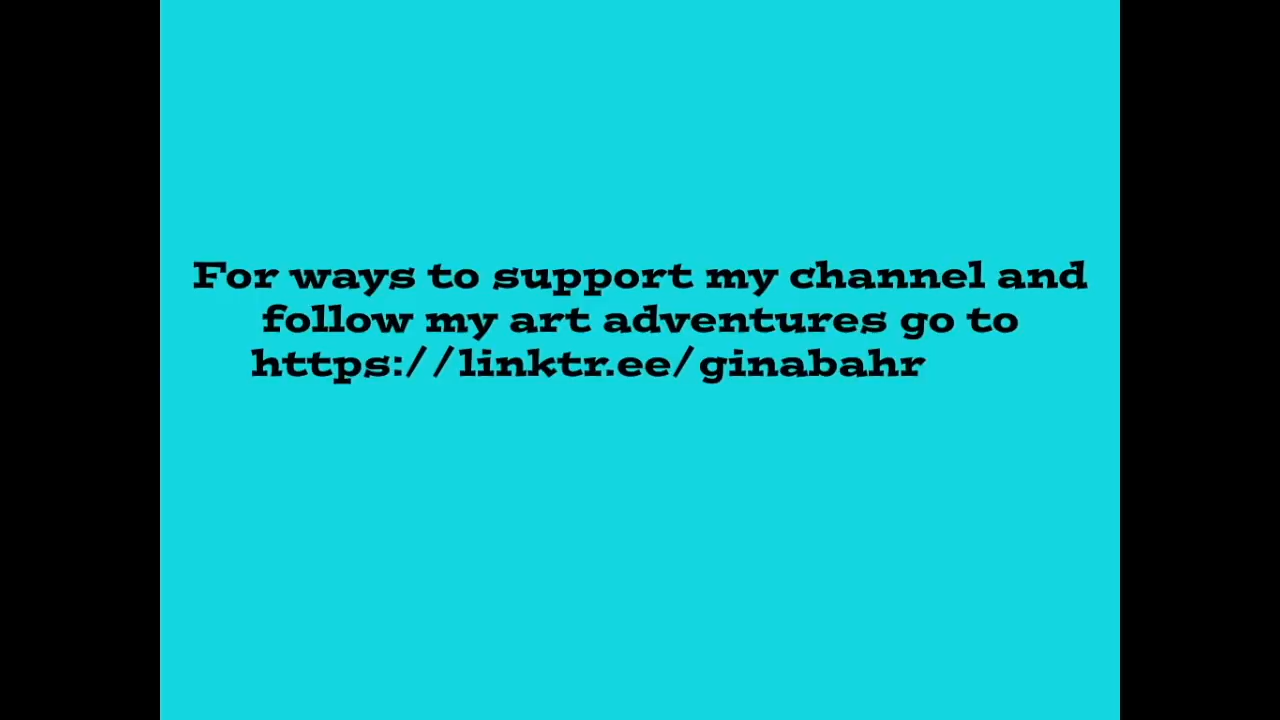 For ways to support my channel and
follow my art adventures go to
https://linktr.ee/ginabahr